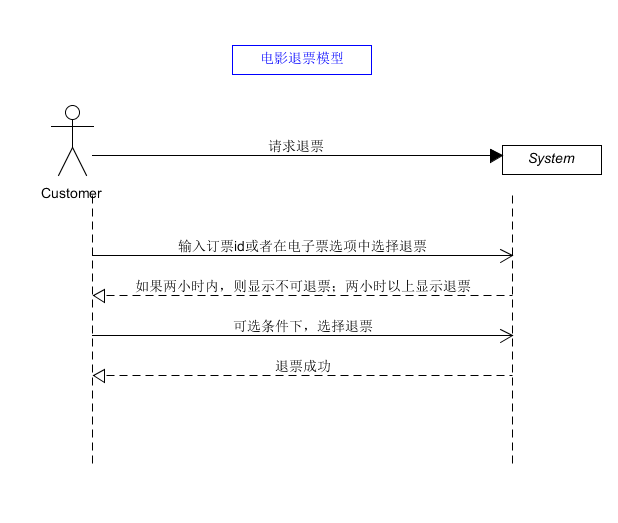 电影退票模型
请求退票
System
Customer
输入订票id或者在电子票选项中选择退票
如果两小时内，则显示不可退票；两小时以上显示退票
可选条件下，选择退票
退票成功